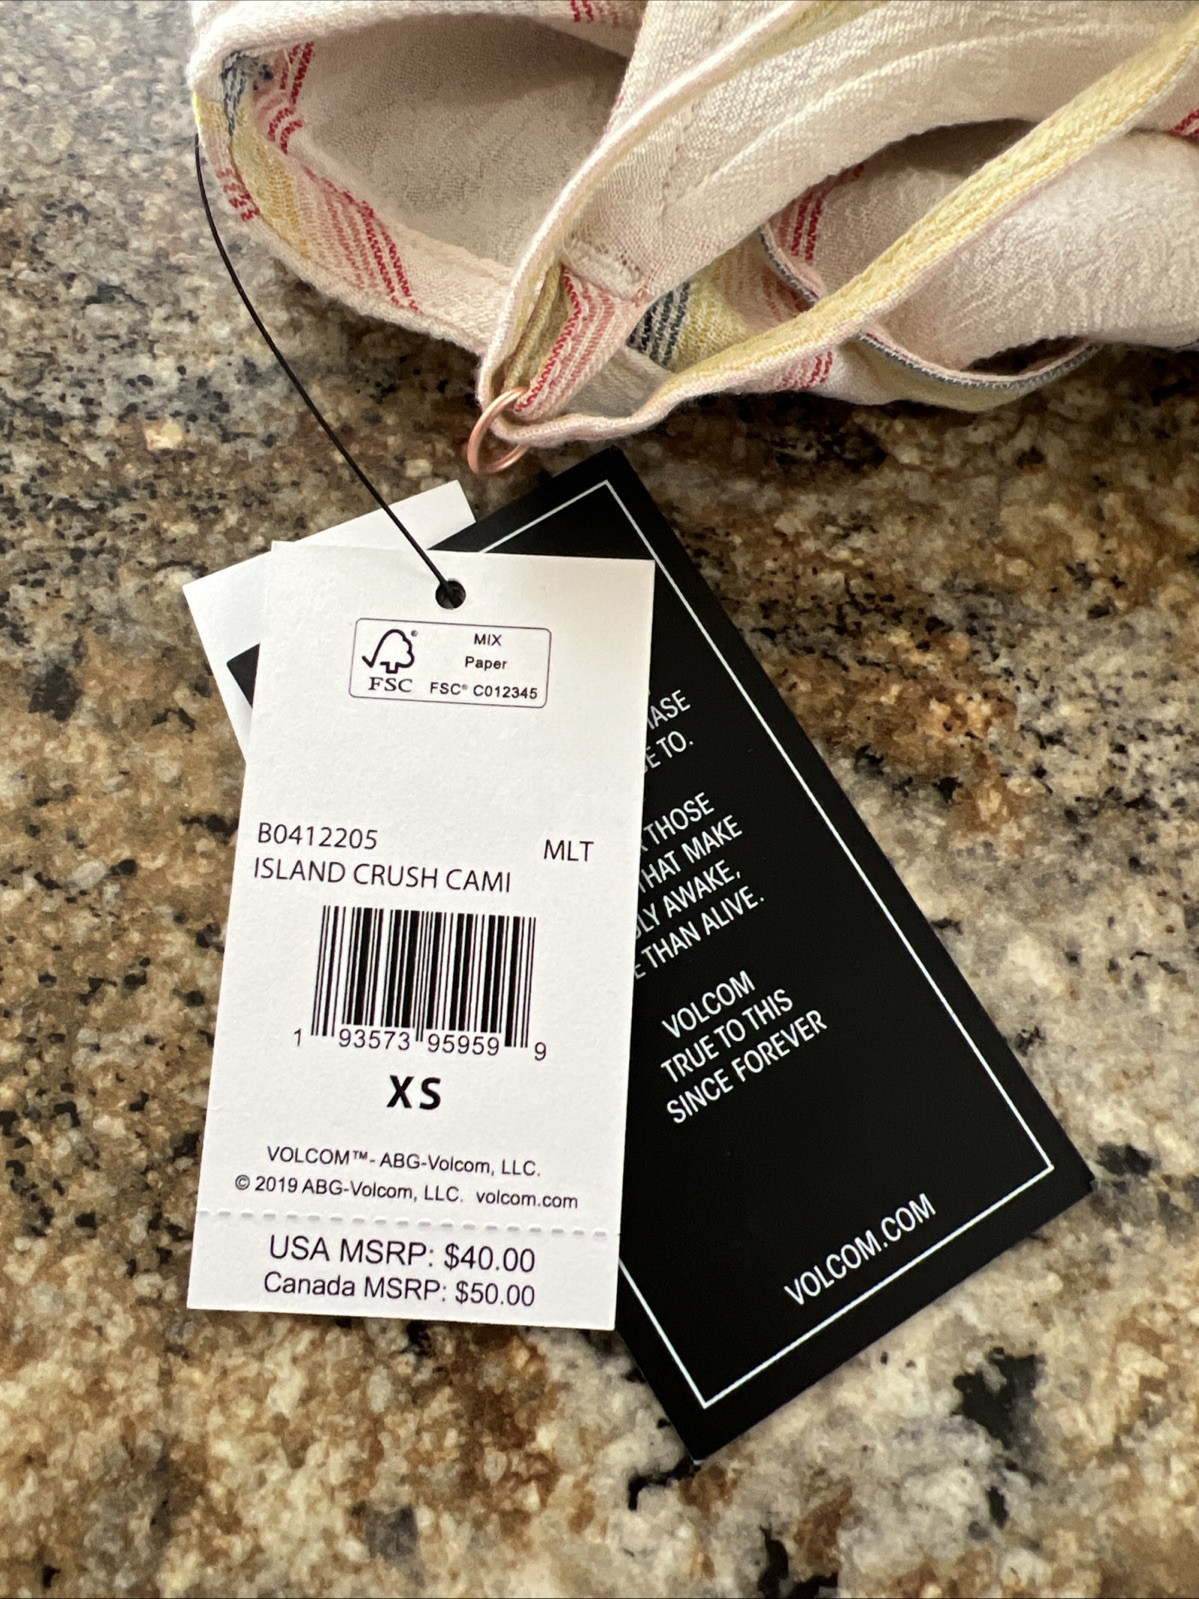 MIX
Paper
FSC® C012345
FSC
B0412205 MLT
ISLAND CRUSH CAMI
1 93573 95959 9
XS
VOLCOM™- ABG-Volcom, LLC.
© 2019 ABG-Volcom, LLC. volcom.com
USA MSRP: $40.00
Canada MSRP: $50.00
TO.
THOSE
THAT MAKE
AWAKE,
THAN ALIVE.
VOLCOM
TRUE TO THIS
SINCE FOREVER
VOLCOM.COM